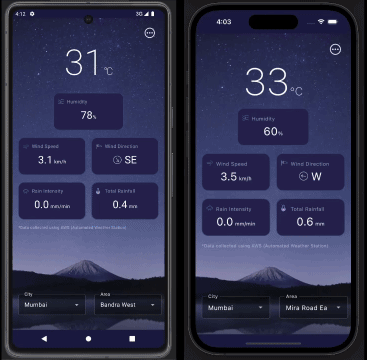 4:12
3G
31°C
Humidity
78%
Wind Speed
3.1 km/h
Wind Direction
SE
Rain Intensity
0.0 mm/min
Total Rainfall
0.4 mm
*Data collected using AWS (Automated Weather Station)
City
Mumbai
Area
Bandra West
4:03
33°C
Humidity
60%
Wind Speed
3.5 km/h
Wind Direction
W
Rain Intensity
0.0 mm/min
Total Rainfall
0.6 mm
*Data collected using AWS (Automated Weather Station)
City
Mumbai
Area
Mira Road Ea